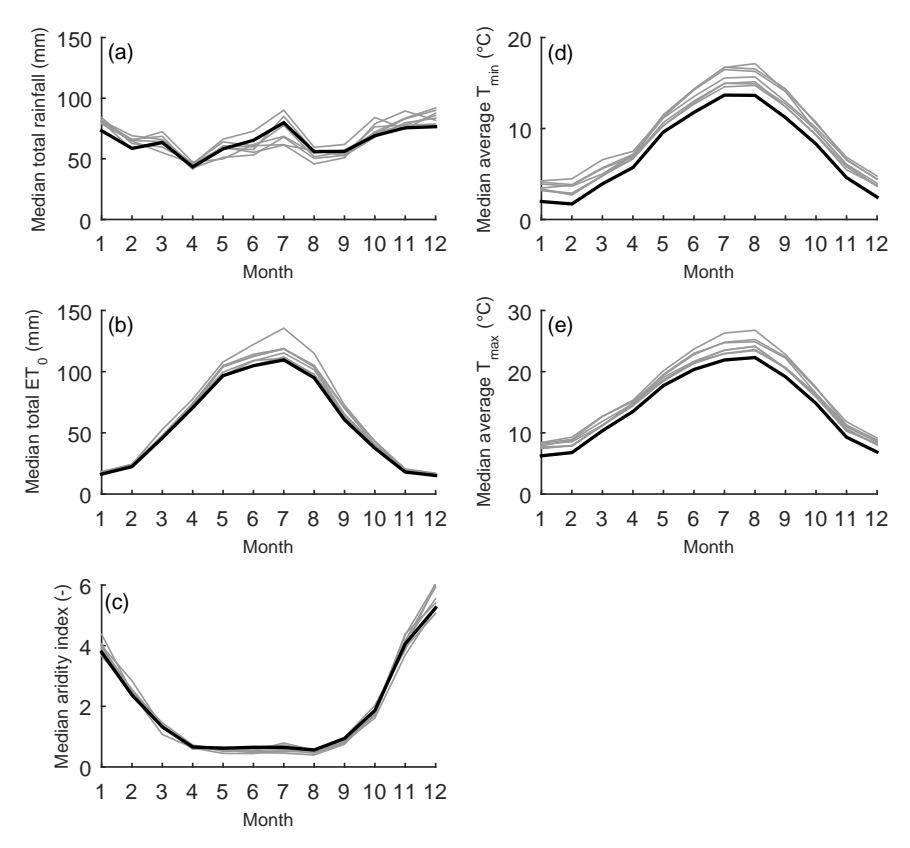 (a)
Median total rainfall (mm)
150
100
50
0
1 2 3 4 5 6 7 8 9 10 11 12
Month
(d)
Median average T_min (°C)
20
10
0
1 2 3 4 5 6 7 8 9 10 11 12
Month
(b)
Median total ET_0 (mm)
150
100
50
0
1 2 3 4 5 6 7 8 9 10 11 12
Month
(e)
Median average T_max (°C)
30
20
10
0
1 2 3 4 5 6 7 8 9 10 11 12
Month
(c)
Median aridity index (-)
6
4
2
0
1 2 3 4 5 6 7 8 9 10 11 12
Month